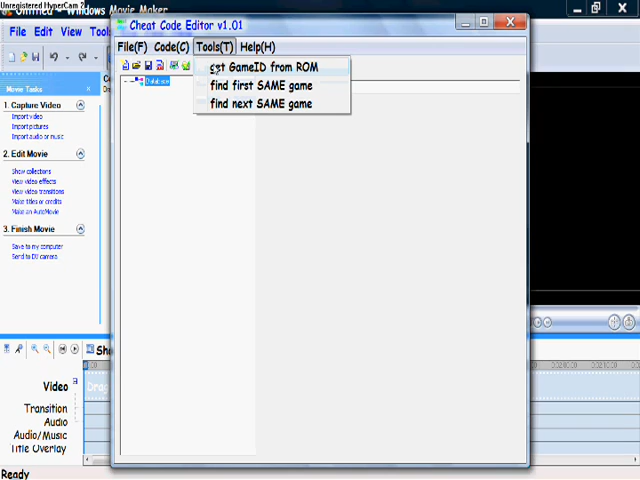 Unregistered HyperCam 2
Windows Movie Maker
File Edit View
Movie Tasks
1. Capture Video
Import video
Import pictures
Import audio or music
2. Edit Movie
Show collections
View video effects
View video transitions
Make titles or credits
Make an AutoMovie
3. Finish Movie
Save to my computer
Send to DV camera
Cheat Code Editor v1.01
File(F) Code(C) Tools(T) Help(H)
get GameID from ROM
find first SAME game
find next SAME game
Database
Video
Transition
Audio
Audio/Music
Title Overlay
Ready